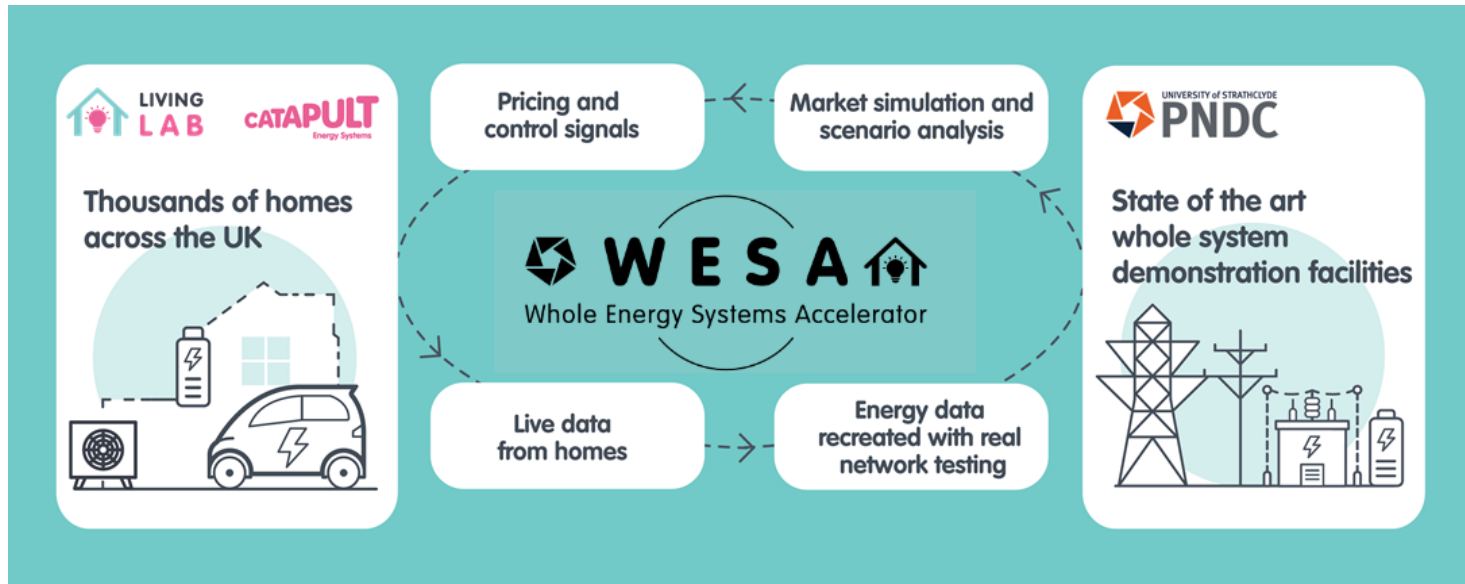 LIVING
LAB
CATAPULT
Energy Systems
Thousands of homes
across the UK
Pricing and
control signals
Market simulation and
scenario analysis
WESA
Whole Energy Systems Accelerator
Live data
from homes
Energy data
recreated with real
network testing
UNIVERSITY of STRATHCLYDE
PNDC
State of the art
whole system
demonstration facilities